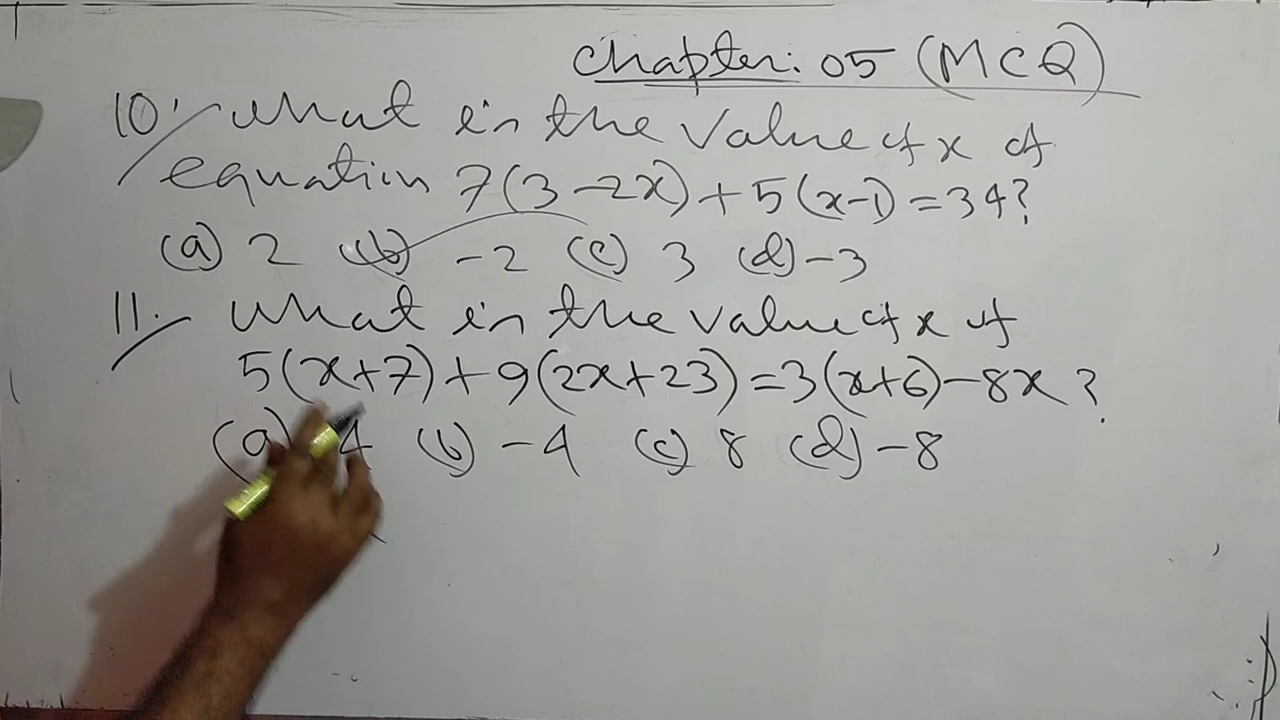 Chapter: 05 (MCQ)
10. What is the value of x of
equation 7(3-2x)+5(x-1)=34?
(a) 2 (b) -2 (c) 3 (d) -3
11. What is the value of x of
5(x+7)+9(2x+23)=3(x+6)-8x?
(a) 4 (b) -4 (c) 8 (d) -8